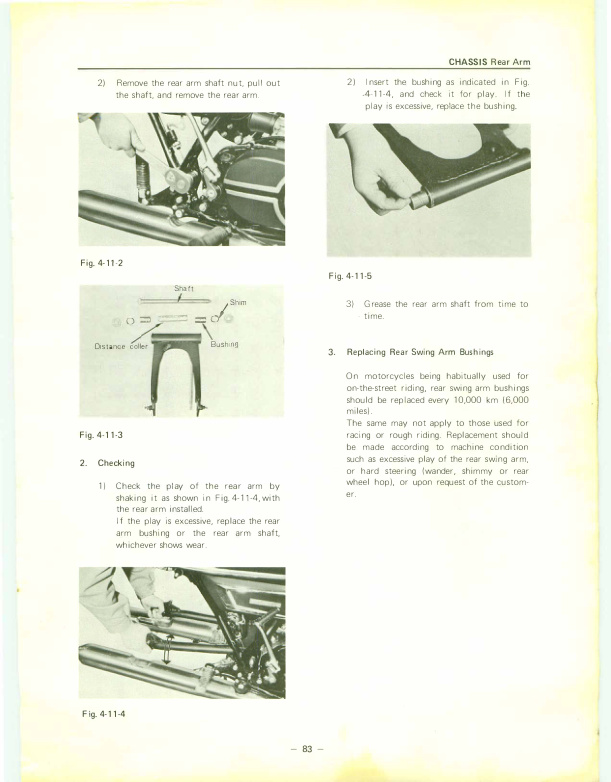 CHASSIS Rear Arm
2) Remove the rear arm shaft nut, pull out
the shaft, and remove the rear arm.
Fig. 4-11-2
Shaft
Shim
Distance coller
Bushing
Fig. 4-11-3
2. Checking
1) Check the play of the rear arm by
shaking it as shown in Fig. 4-11-4, with
the rear arm installed.
If the play is excessive, replace the rear
arm bushing or the rear arm shaft,
whichever shows wear.
Fig. 4-11-4
2) Insert the bushing as indicated in Fig.
4-11-4, and check it for play. If the
play is excessive, replace the bushing.
Fig. 4-11-5
3) Grease the rear arm shaft from time to
time.
3. Replacing Rear Swing Arm Bushings
On motorcycles being habitually used for
on-the-street riding, rear swing arm bushings
should be replaced every 10,000 km (6,000
miles).
The same may not apply to those used for
racing or rough riding. Replacement should
be made according to machine condition
such as excessive play of the rear swing arm,
or hard steering (wander, shimmy or rear
wheel hop), or upon request of the custom-
er.
— 83 —